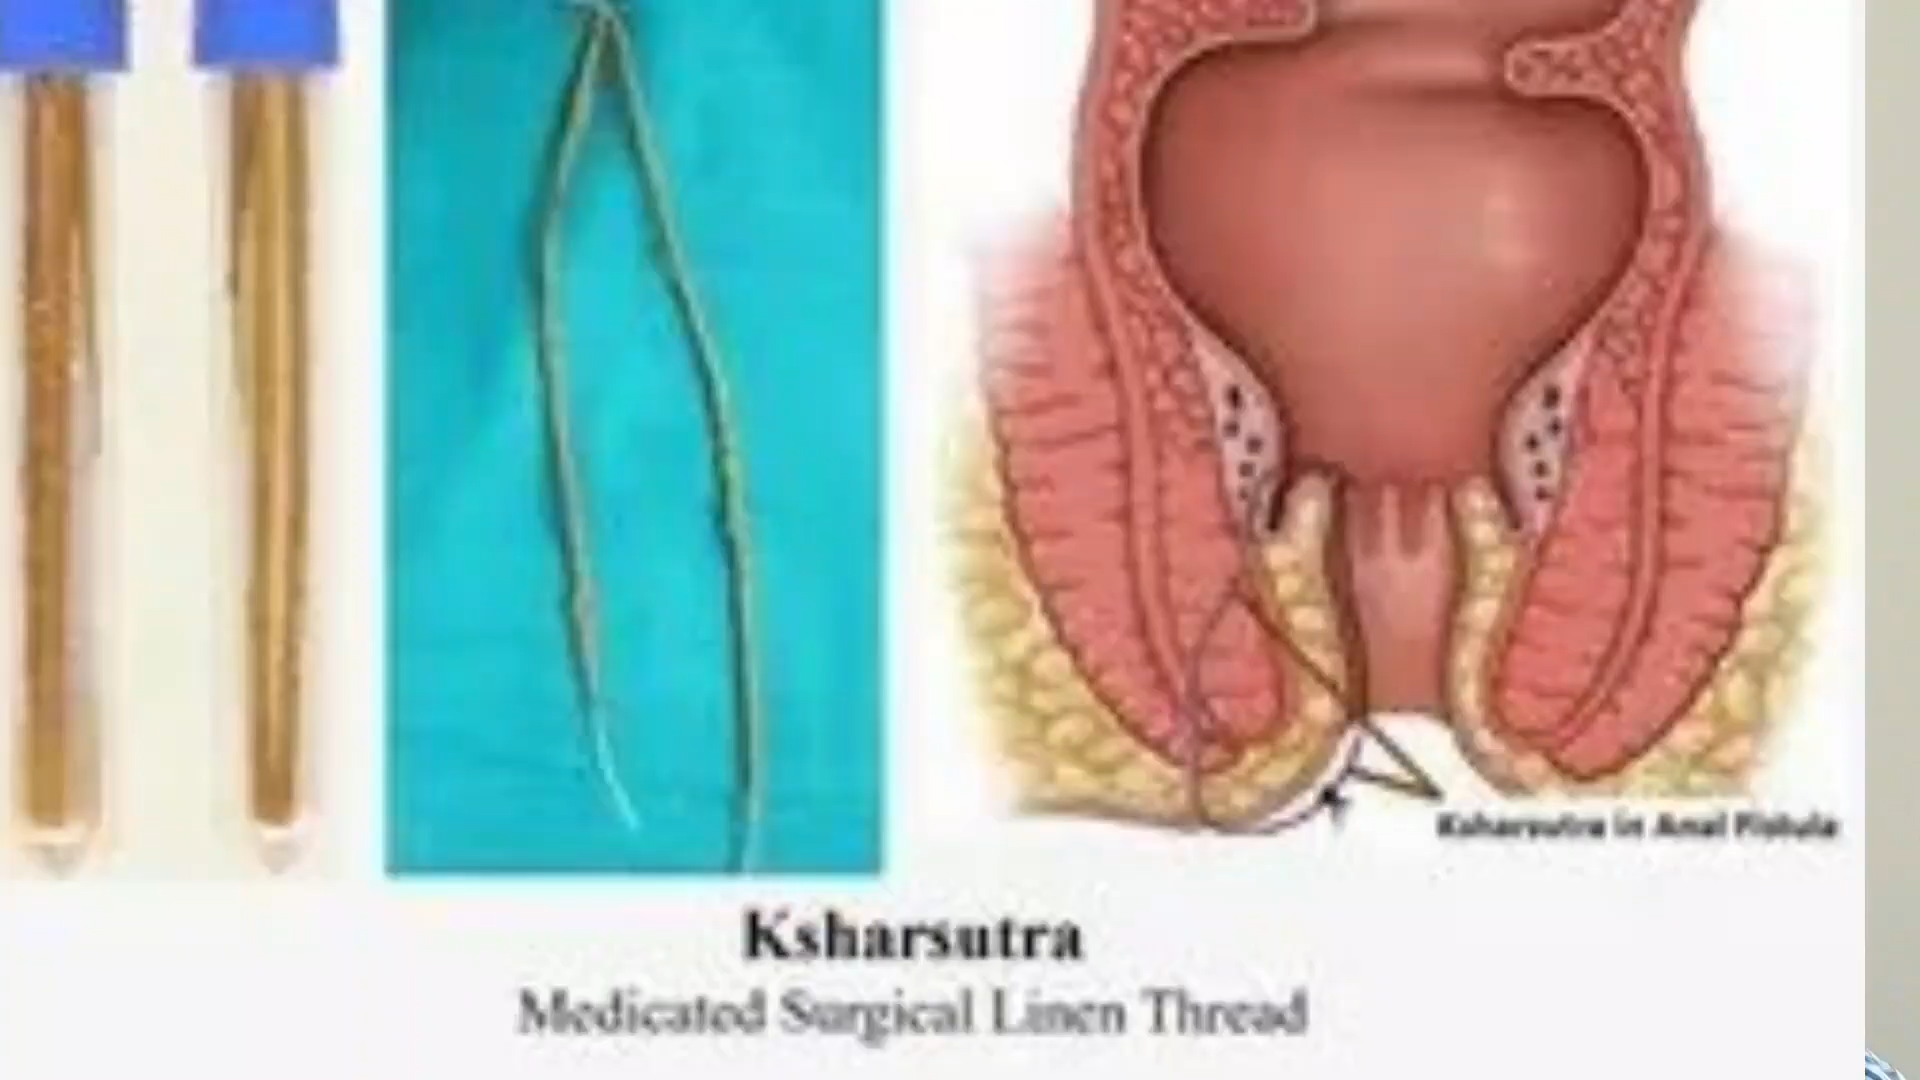 Ksharsutra in Anal Fistula
Ksharsutra
Medicated Surgical Linen Thread